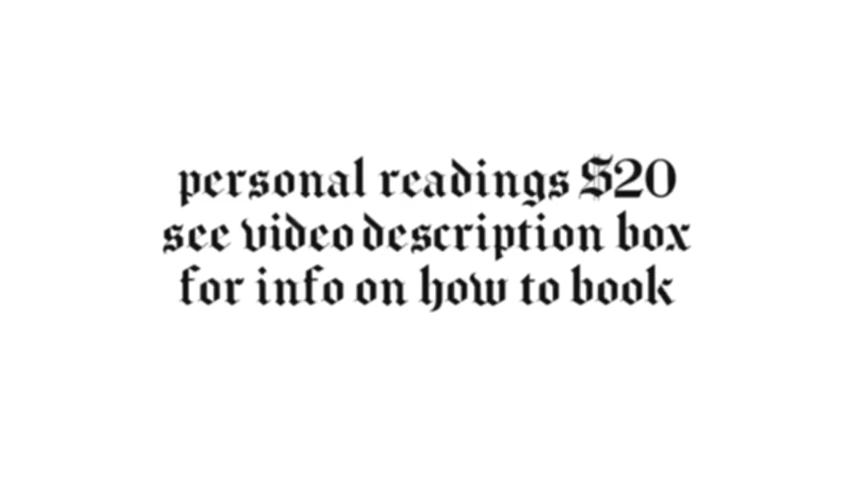 personal readings $20
see video description box
for info on how to book